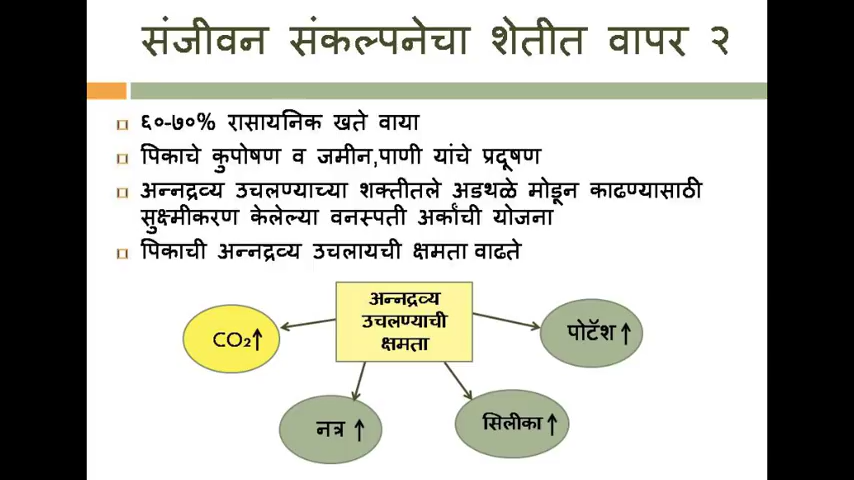 संजीवन संकल्पनेचा शेतीत वापर २
६०-७०% रासायनिक खते वाया
पिकाचे कुपोषण व जमीन,पाणी यांचे प्रदूषण
अन्नद्रव्य उचलण्याच्या शक्तीतले अडथळे मोडून काढण्यासाठी
सुक्ष्मीकरण केलेल्या वनस्पती अर्कांची योजना
पिकाची अन्नद्रव्य उचलायची क्षमता वाढते
अन्नद्रव्य
उचलण्याची
क्षमता
CO₂↑
पोटॅश↑
नत्र ↑
सिलीका↑